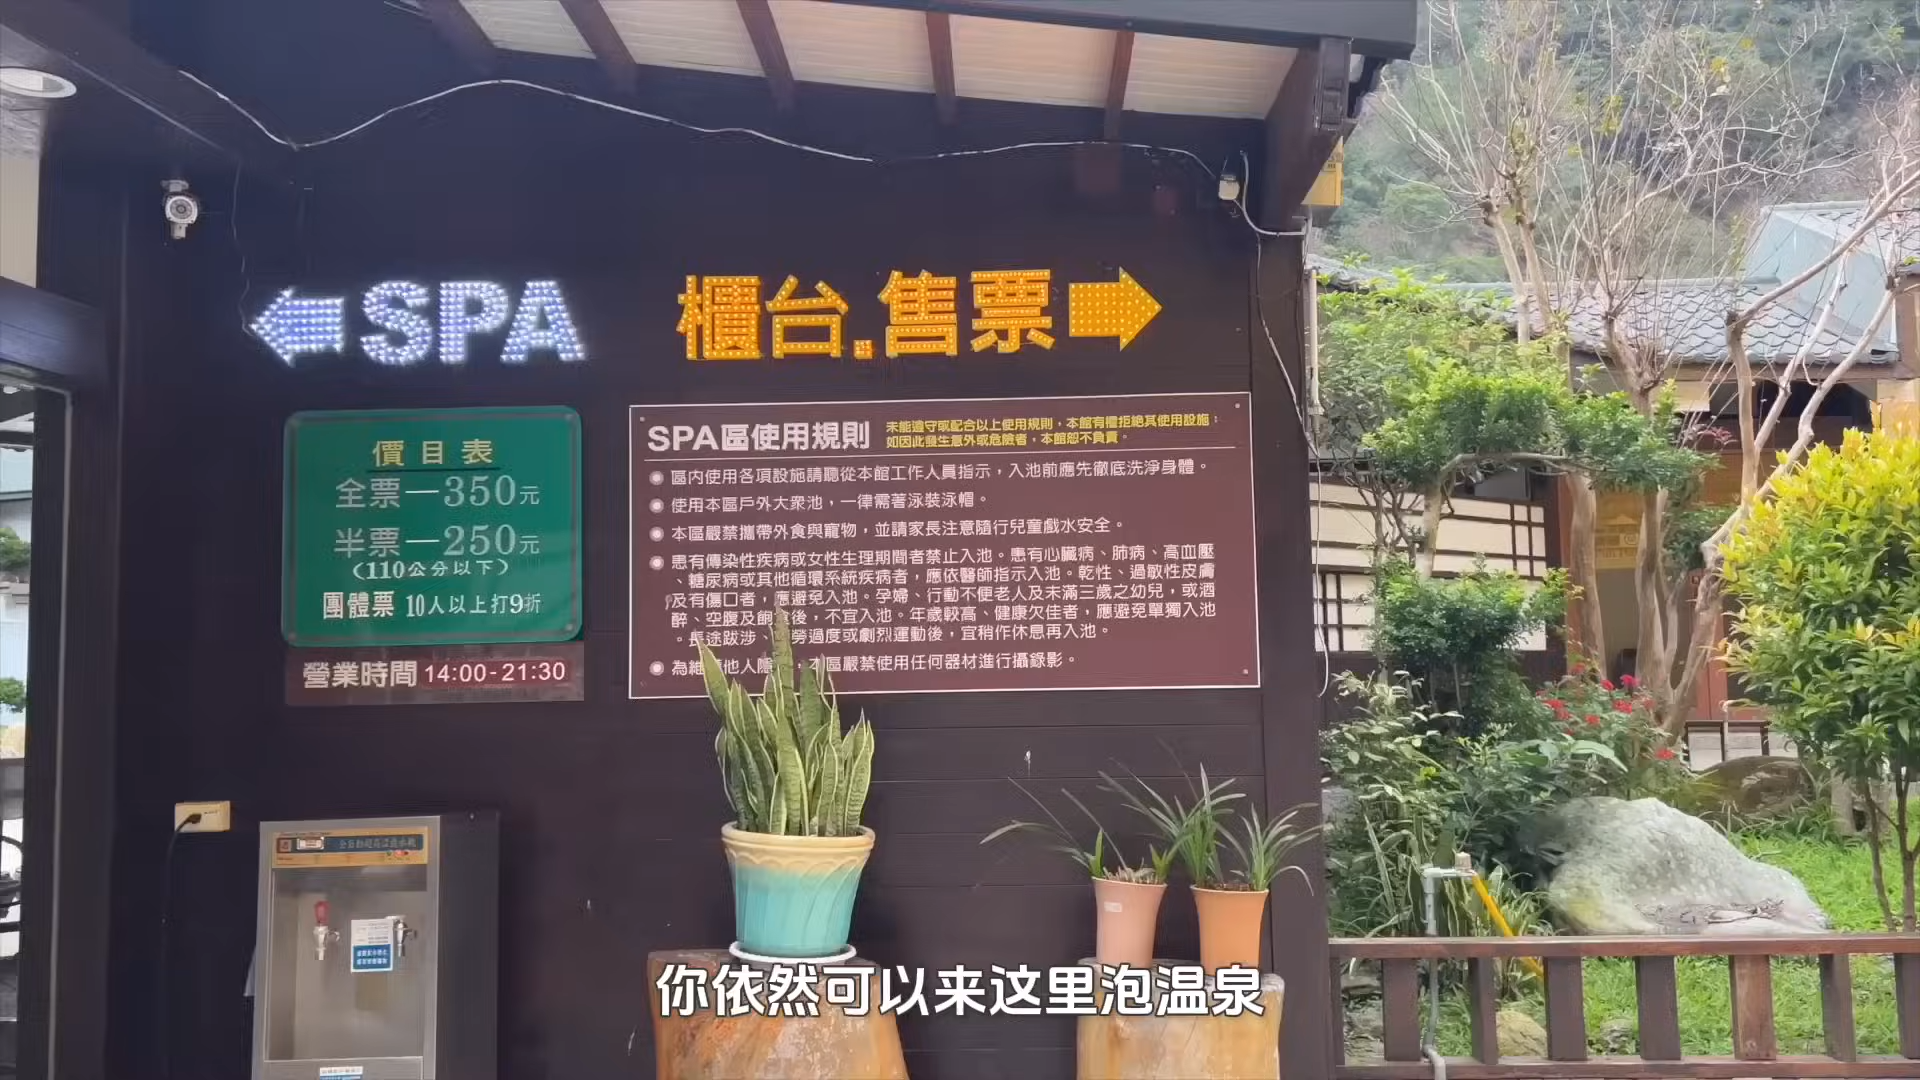 SPA
櫃台.售票
價目表
全票—350元
半票—250元
(110公分以下)
團體票 10人以上打9折
營業時間 14:00-21:30
SPA區使用規則
未能遵守或配合以上使用規則，本館有權拒絕其使用設施；
如因此發生意外或危險者，本館恕不負責。
區内使用各項設施請聽從本館工作人員指示，入池前應先徹底洗淨身體。
使用本區戶外大衆池，一律需著泳裝泳帽。
本區嚴禁攜帶外食與寵物，並請家長注意隨行兒童戲水安全。
患有傳染性疾病或女性生理期間者禁止入池。患有心臟病、肺病、高血壓
、糖尿病或其他循環系統疾病者，應依醫師指示入池。乾性、過敏性皮膚
及有傷口者，應避免入池。孕婦、行動不便老人及未滿三歲之幼兒，或酒
醉、空腹及飽後，不宜入池。年歲較高、健康欠佳者，應避免單獨入池
。長途跋涉、勞過度或劇烈運動後，宜稍作休息再入池。
為維他人隱，本區嚴禁使用任何器材進行攝錄影。
你依然可以来这里泡温泉